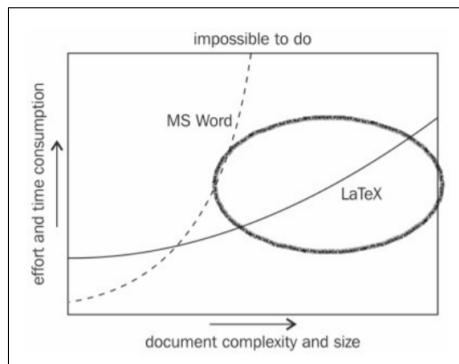 impossible to do
MS Word
LaTeX
effort and time consumption
document complexity and size